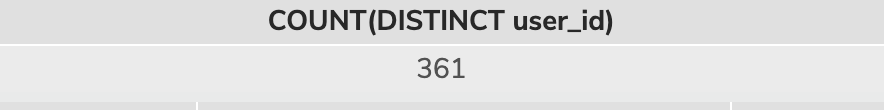 COUNT(DISTINCT user_id)
361